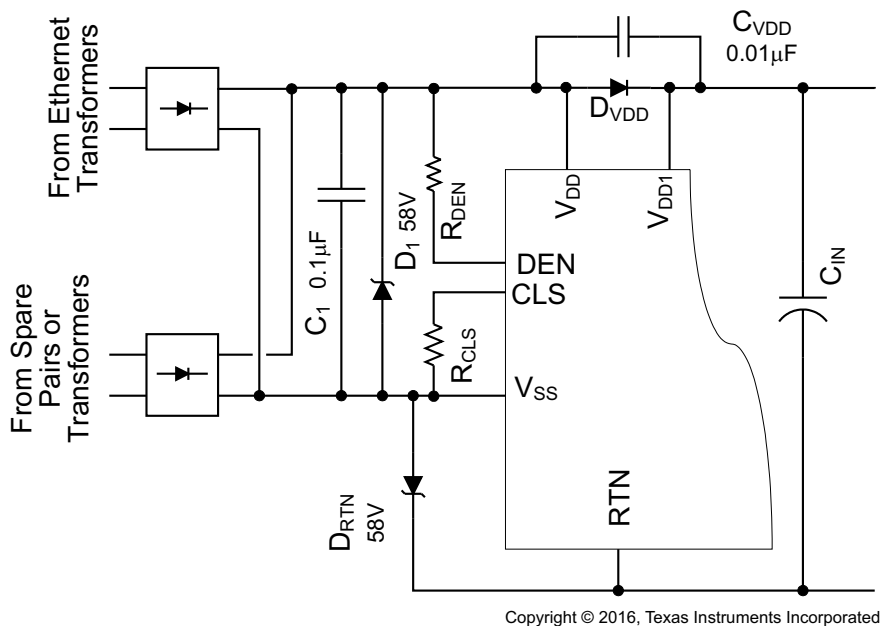 From Ethernet
Transformers
From Spare
Pairs or
Transformers
C1 0.1μF
D1 58V
RDEN
RCLS
DRTN
58V
CVDD
0.01μF
DVDD
VDD
VDD1
DEN
CLS
VSS
RTN
CIN
Copyright © 2016, Texas Instruments Incorporated